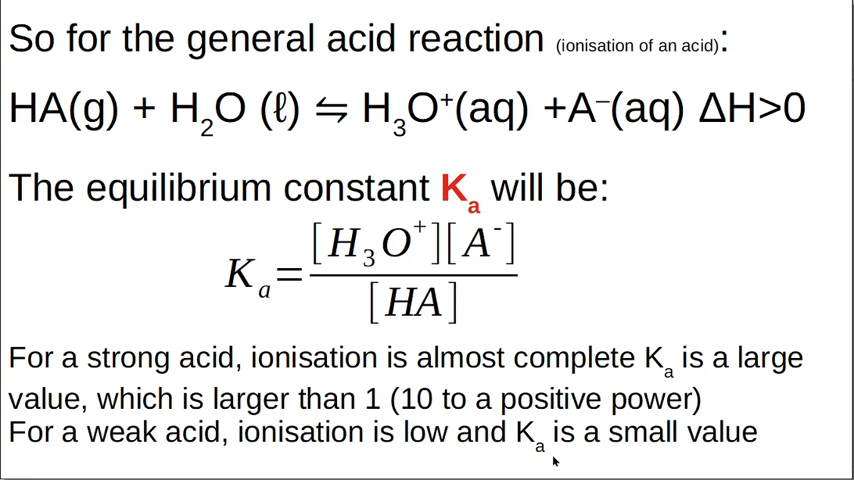 So for the general acid reaction (ionisation of an acid):
HA(g) + H₂O (ℓ) ⇋ H₃O⁺(aq) +A⁻(aq) ΔH>0
The equilibrium constant Kₐ will be:
Kₐ = [H₃O⁺][A⁻] / [HA]
For a strong acid, ionisation is almost complete Kₐ is a large
value, which is larger than 1 (10 to a positive power)
For a weak acid, ionisation is low and Kₐ is a small value